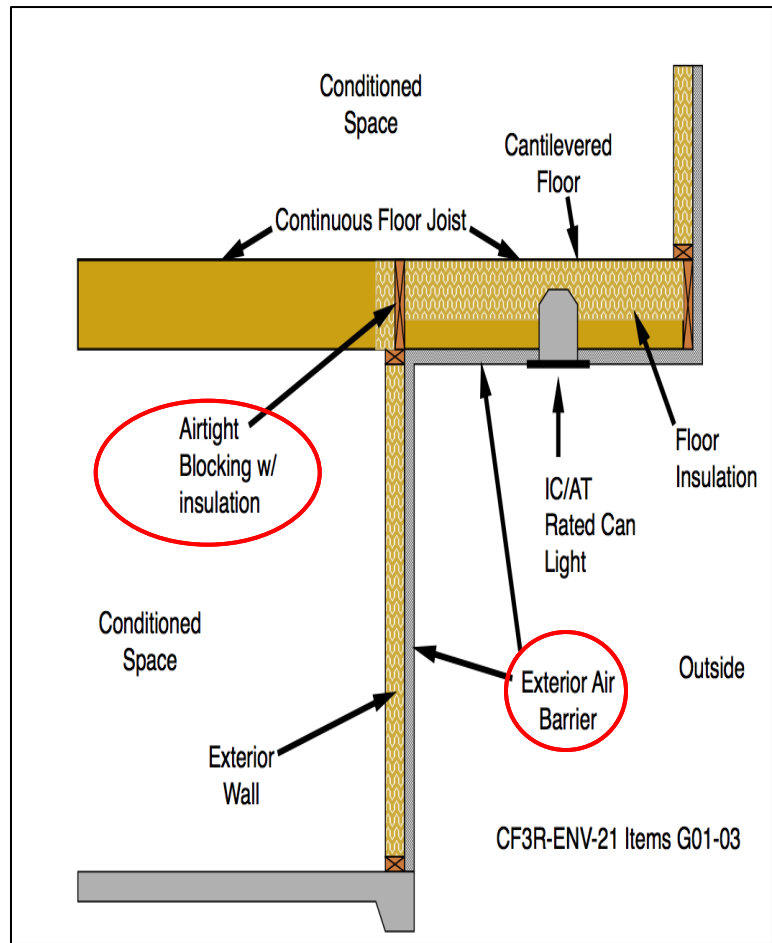 Conditioned
Space
Cantilevered
Floor
Continuous Floor Joist
Airtight
Blocking w/
insulation
Floor
Insulation
IC/AT
Rated Can
Light
Conditioned
Space
Exterior Air
Barrier
Outside
Exterior
Wall
CF3R-ENV-21 Items G01-03